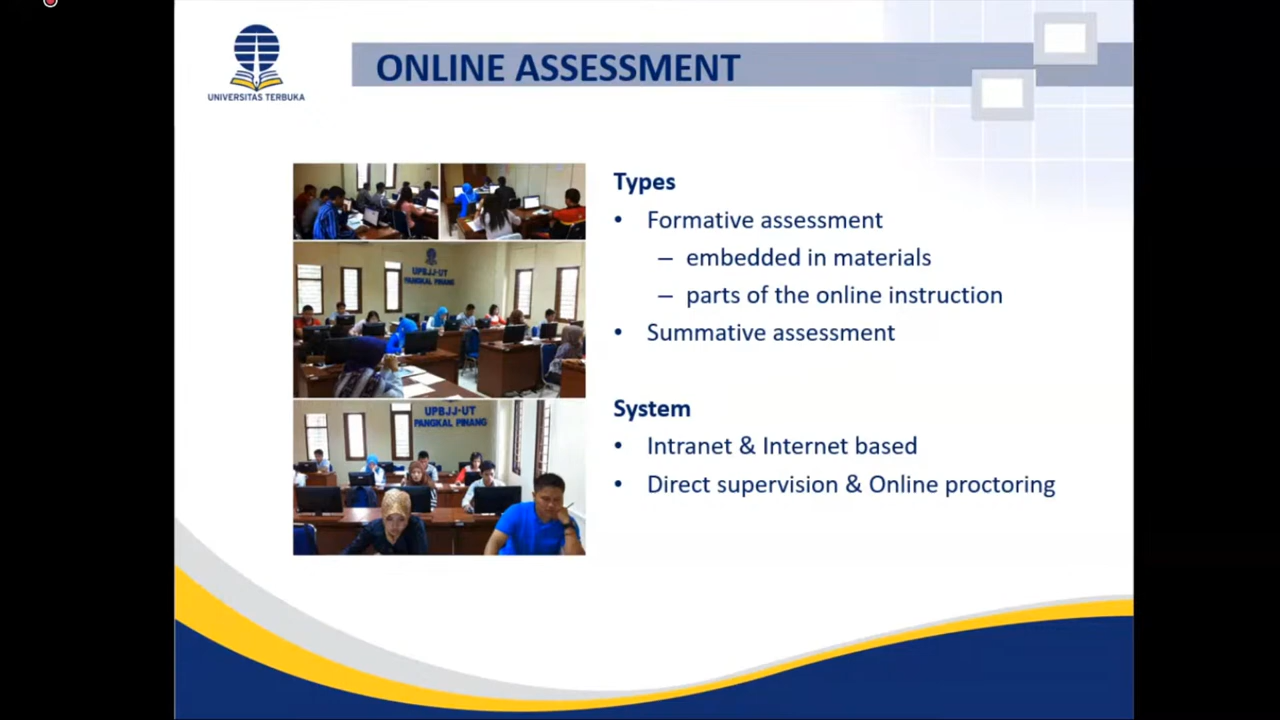 UNIVERSITAS TERBUKA
ONLINE ASSESSMENT
UPBJJ-UT
PANGKAL PINANG
UPBJJ-UT
PANGKAL PINANG
Types
• Formative assessment
– embedded in materials
– parts of the online instruction
• Summative assessment
System
• Intranet & Internet based
• Direct supervision & Online proctoring